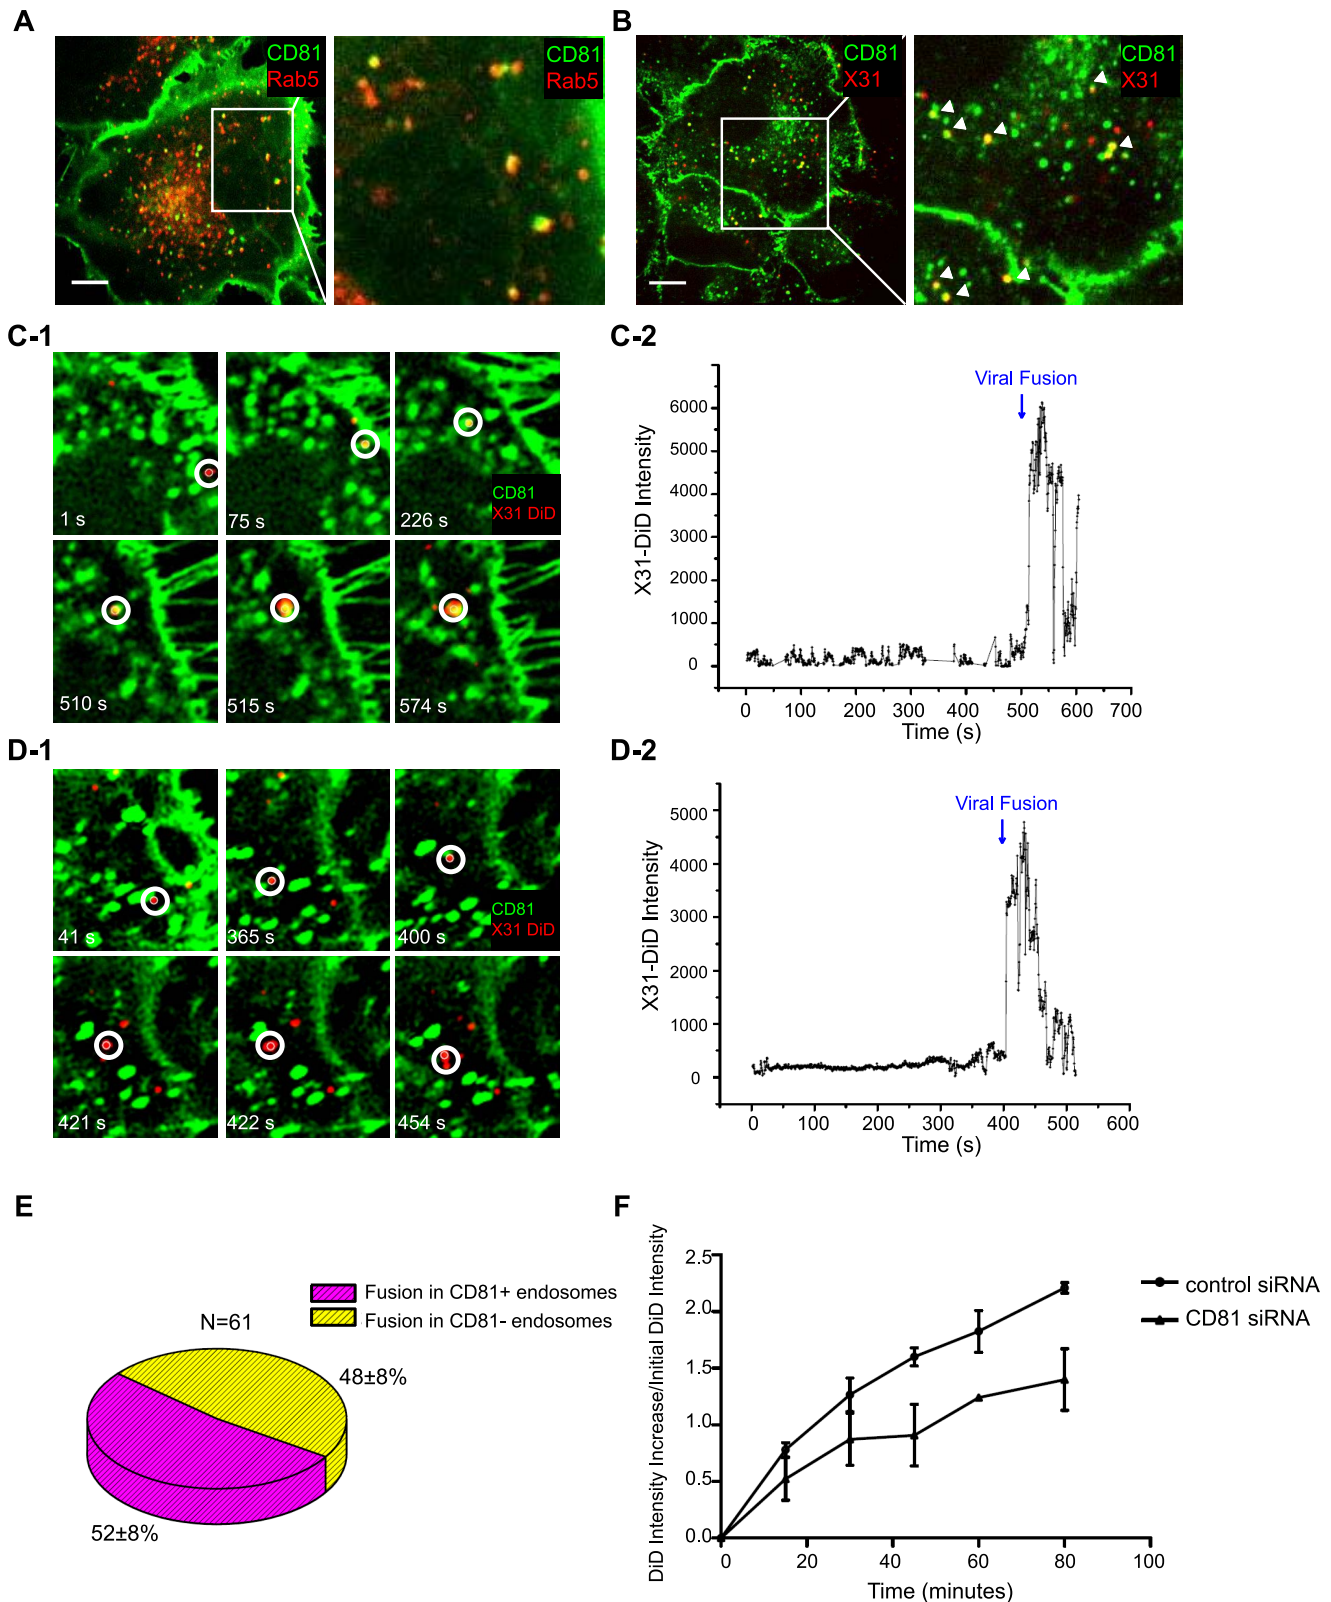 A
CD81
Rab5
CD81
Rab5
B
CD81
X31
CD81
X31
C-1
1 s
75 s
226 s
CD81
X31 DiD
510 s
515 s
574 s
C-2
Viral Fusion
X31-DiD Intensity
6000
5000
4000
3000
2000
1000
0
0 100 200 300 400 500 600 700
Time (s)
D-1
41 s
365 s
400 s
CD81
X31 DiD
421 s
422 s
454 s
D-2
Viral Fusion
X31-DiD Intensity
5000
4000
3000
2000
1000
0
0 100 200 300 400 500 600
Time (s)
E
Fusion in CD81+ endosomes
Fusion in CD81- endosomes
N=61
48±8%
52±8%
F
DiD Intensity Increase/Initial DiD Intensity
2.5
2.0
1.5
1.0
0.5
0.0
0 20 40 60 80 100
Time (minutes)
control siRNA
CD81 siRNA